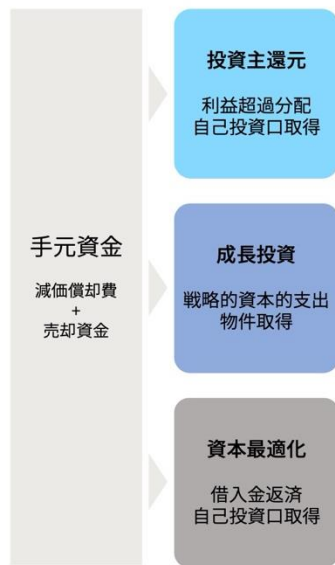 手元資金
減価償却費
+
売却資金
投資主還元
利益超過分配
自己投資口取得
成長投資
戦略的資本的支出
物件取得
資本最適化
借入金返済
自己投資口取得